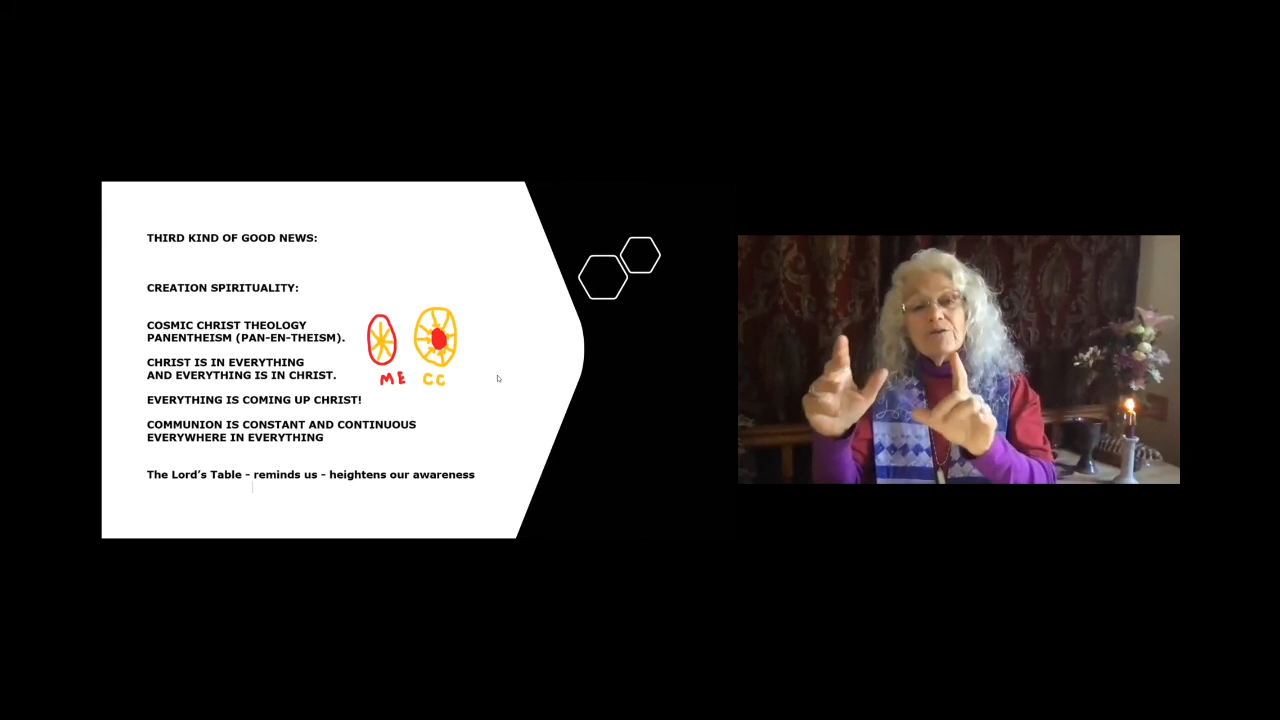 THIRD KIND OF GOOD NEWS:
CREATION SPIRITUALITY:
COSMIC CHRIST THEOLOGY
PANENTHEISM (PAN-EN-THEISM).
CHRIST IS IN EVERYTHING
AND EVERYTHING IS IN CHRIST.
ME CC
EVERYTHING IS COMING UP CHRIST!
COMMUNION IS CONSTANT AND CONTINUOUS
EVERYWHERE IN EVERYTHING
The Lord’s Table - reminds us - heightens our awareness